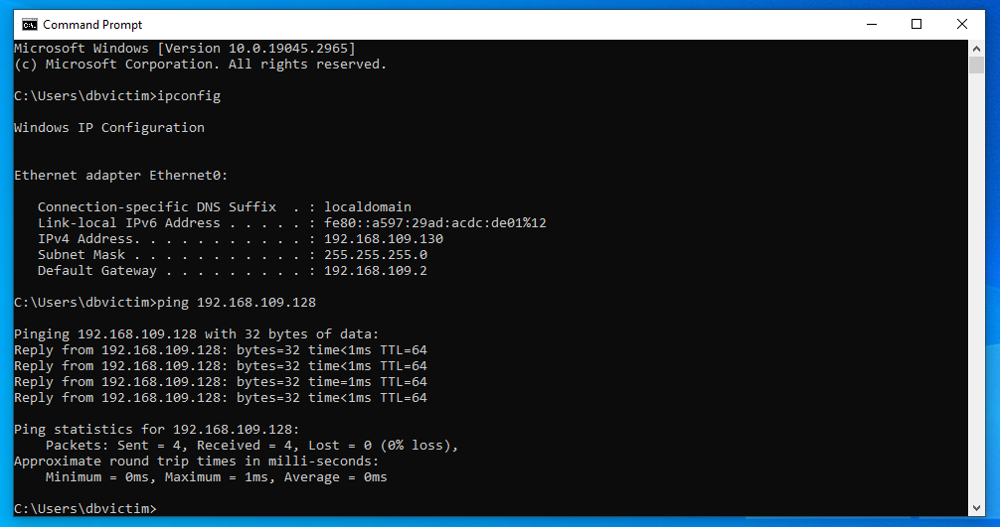 Command Prompt
Microsoft Windows [Version 10.0.19045.2965]
(c) Microsoft Corporation. All rights reserved.
C:\Users\dbvictim>ipconfig
Windows IP Configuration
Ethernet adapter Ethernet0:
   Connection-specific DNS Suffix  . : localdomain
   Link-local IPv6 Address . . . . . : fe80::a597:29ad:acdc:de01%12
   IPv4 Address. . . . . . . . . . . : 192.168.109.130
   Subnet Mask . . . . . . . . . . . : 255.255.255.0
   Default Gateway . . . . . . . . . : 192.168.109.2
C:\Users\dbvictim>ping 192.168.109.128
Pinging 192.168.109.128 with 32 bytes of data:
Reply from 192.168.109.128: bytes=32 time<1ms TTL=64
Reply from 192.168.109.128: bytes=32 time<1ms TTL=64
Reply from 192.168.109.128: bytes=32 time=1ms TTL=64
Reply from 192.168.109.128: bytes=32 time<1ms TTL=64
Ping statistics for 192.168.109.128:
    Packets: Sent = 4, Received = 4, Lost = 0 (0% loss),
Approximate round trip times in milli-seconds:
    Minimum = 0ms, Maximum = 1ms, Average = 0ms
C:\Users\dbvictim>